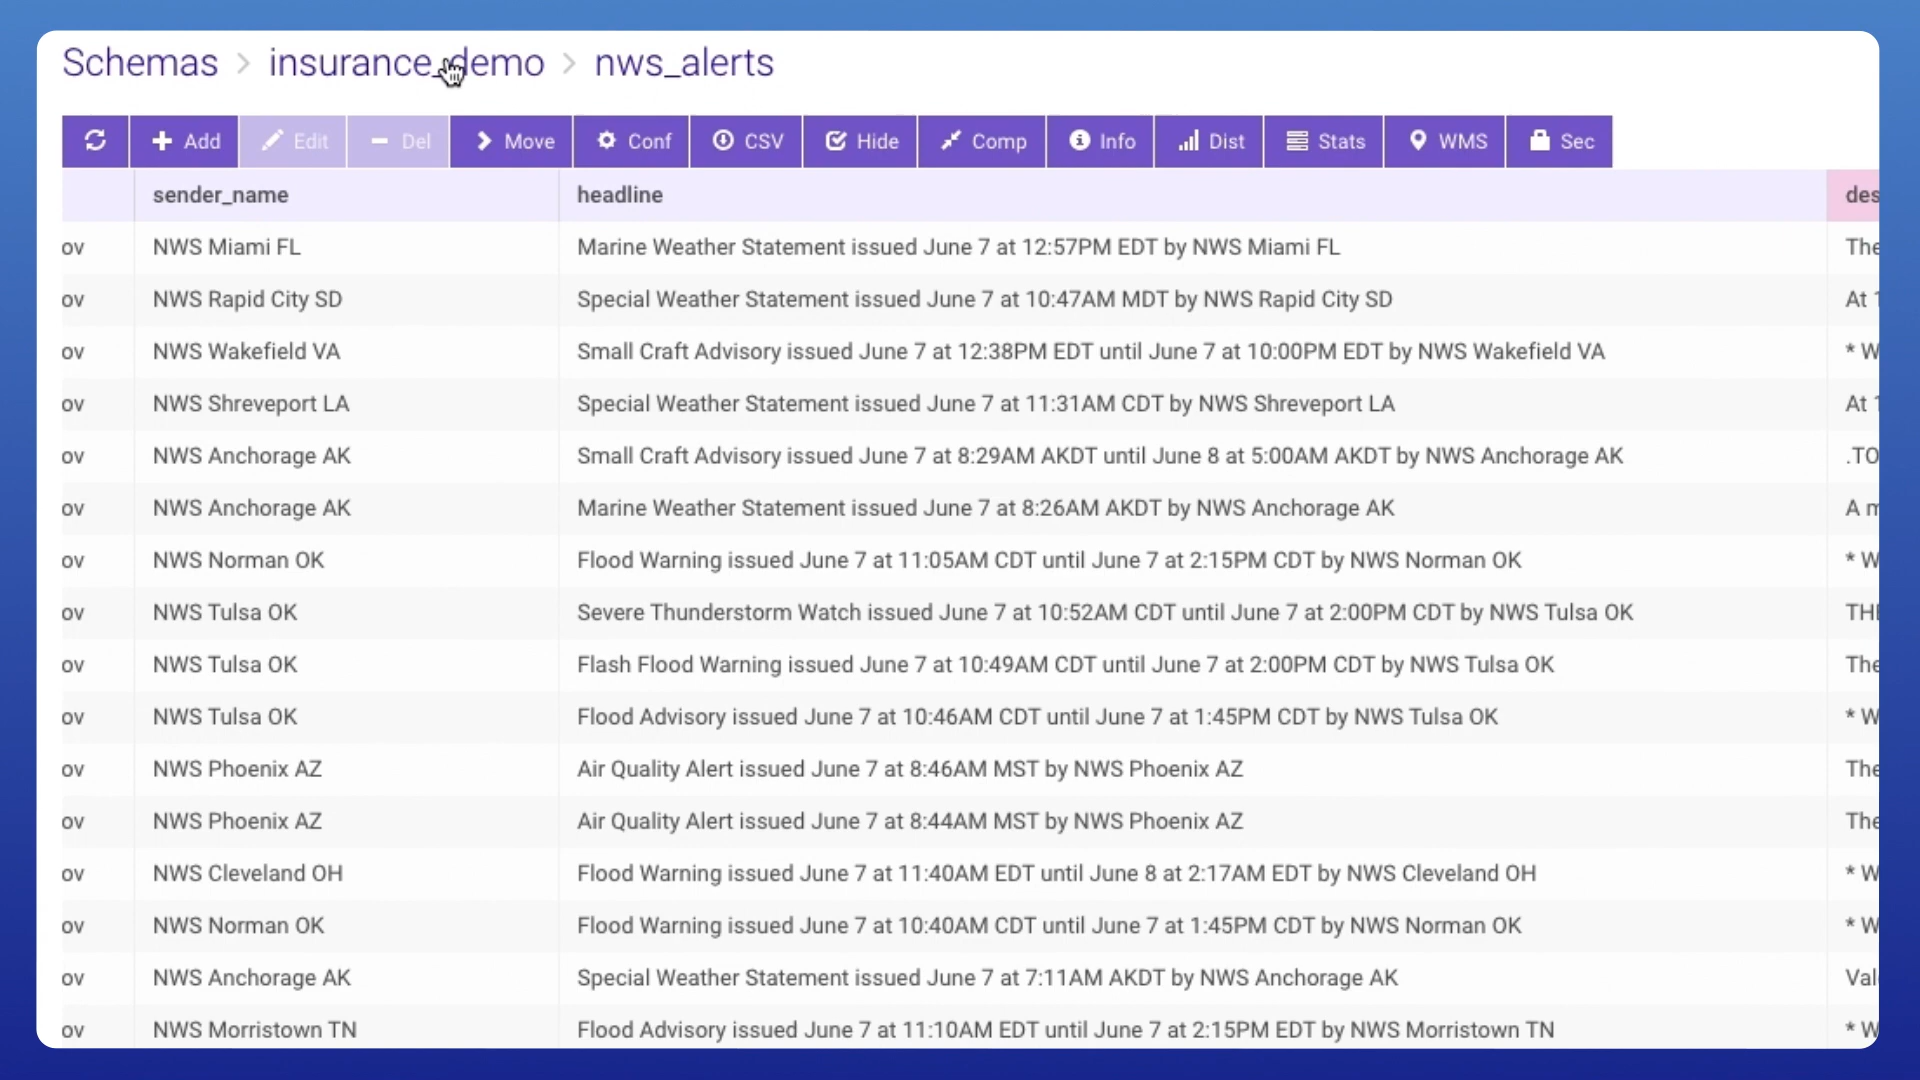 Schemas > insurance_demo > nws_alerts
Add Edit Del Move Conf CSV Hide Comp Info Dist Stats WMS Sec
sender_name headline des
ov NWS Miami FL Marine Weather Statement issued June 7 at 12:57PM EDT by NWS Miami FL The
ov NWS Rapid City SD Special Weather Statement issued June 7 at 10:47AM MDT by NWS Rapid City SD At 1
ov NWS Wakefield VA Small Craft Advisory issued June 7 at 12:38PM EDT until June 7 at 10:00PM EDT by NWS Wakefield VA * W
ov NWS Shreveport LA Special Weather Statement issued June 7 at 11:31AM CDT by NWS Shreveport LA At 1
ov NWS Anchorage AK Small Craft Advisory issued June 7 at 8:29AM AKDT until June 8 at 5:00AM AKDT by NWS Anchorage AK .TO
ov NWS Anchorage AK Marine Weather Statement issued June 7 at 8:26AM AKDT by NWS Anchorage AK A m
ov NWS Norman OK Flood Warning issued June 7 at 11:05AM CDT until June 7 at 2:15PM CDT by NWS Norman OK * W
ov NWS Tulsa OK Severe Thunderstorm Watch issued June 7 at 10:52AM CDT until June 7 at 2:00PM CDT by NWS Tulsa OK THE
ov NWS Tulsa OK Flash Flood Warning issued June 7 at 10:49AM CDT until June 7 at 2:00PM CDT by NWS Tulsa OK The
ov NWS Tulsa OK Flood Advisory issued June 7 at 10:46AM CDT until June 7 at 1:45PM CDT by NWS Tulsa OK * W
ov NWS Phoenix AZ Air Quality Alert issued June 7 at 8:46AM MST by NWS Phoenix AZ The
ov NWS Phoenix AZ Air Quality Alert issued June 7 at 8:44AM MST by NWS Phoenix AZ The
ov NWS Cleveland OH Flood Warning issued June 7 at 11:40AM EDT until June 8 at 2:17AM EDT by NWS Cleveland OH * W
ov NWS Norman OK Flood Warning issued June 7 at 10:40AM CDT until June 7 at 1:45PM CDT by NWS Norman OK * W
ov NWS Anchorage AK Special Weather Statement issued June 7 at 7:11AM AKDT by NWS Anchorage AK Val
ov NWS Morristown TN Flood Advisory issued June 7 at 11:10AM EDT until June 7 at 2:15PM EDT by NWS Morristown TN * W